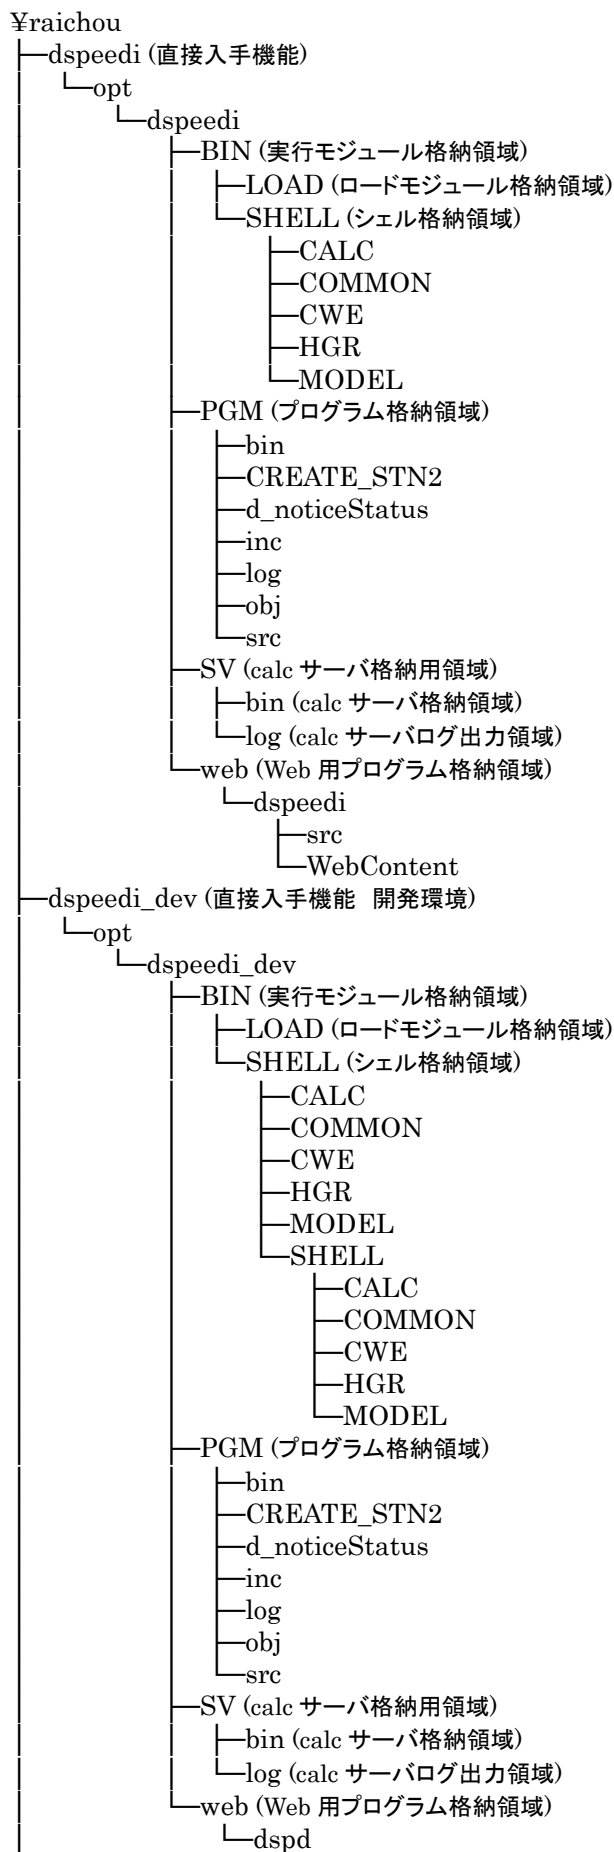 ¥raichou
├─dspeedi (直接入手機能)
│ └─opt
│ └─dspeedi
│ ├─BIN (実行モジュール格納領域)
│ │ ├─LOAD (ロードモジュール格納領域)
│ │ └─SHELL (シェル格納領域)
│ │ ├─CALC
│ │ ├─COMMON
│ │ ├─CWE
│ │ ├─HGR
│ │ └─MODEL
│ ├─PGM (プログラム格納領域)
│ │ ├─bin
│ │ ├─CREATE_STN2
│ │ ├─d_noticeStatus
│ │ ├─inc
│ │ ├─log
│ │ ├─obj
│ │ └─src
│ ├─SV (calc サーバ格納用領域)
│ │ ├─bin (calc サーバ格納領域)
│ │ └─log (calc サーバログ出力領域)
│ └─web (Web 用プログラム格納領域)
│ └─dspeedi
│ ├─src
│ └─WebContent
├─dspeedi_dev (直接入手機能 開発環境)
│ └─opt
│ └─dspeedi_dev
│ ├─BIN (実行モジュール格納領域)
│ │ ├─LOAD (ロードモジュール格納領域)
│ │ └─SHELL (シェル格納領域)
│ │ ├─CALC
│ │ ├─COMMON
│ │ ├─CWE
│ │ ├─HGR
│ │ ├─MODEL
│ │ └─SHELL
│ │ ├─CALC
│ │ ├─COMMON
│ │ ├─CWE
│ │ ├─HGR
│ │ └─MODEL
│ ├─PGM (プログラム格納領域)
│ │ ├─bin
│ │ ├─CREATE_STN2
│ │ ├─d_noticeStatus
│ │ ├─inc
│ │ ├─log
│ │ ├─obj
│ │ └─src
│ ├─SV (calc サーバ格納用領域)
│ │ ├─bin (calc サーバ格納領域)
│ │ └─log (calc サーバログ出力領域)
│ └─web (Web 用プログラム格納領域)
│ └─dspd